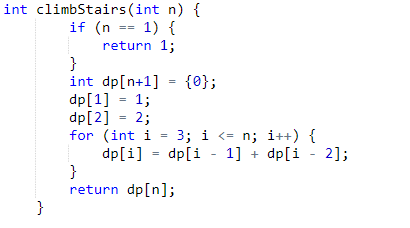 int climbStairs(int n) {
if (n == 1) {
return 1;
}
int dp[n+1] = {0};
dp[1] = 1;
dp[2] = 2;
for (int i = 3; i <= n; i++) {
dp[i] = dp[i - 1] + dp[i - 2];
}
return dp[n];
}